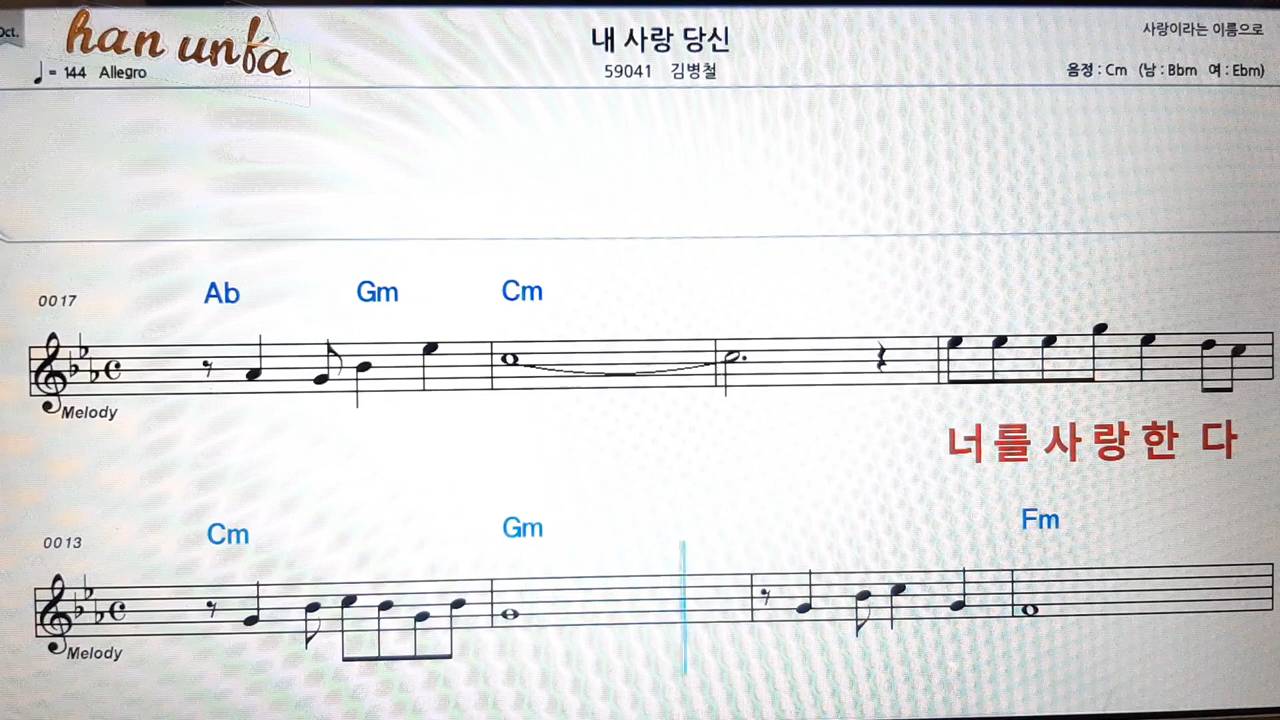 Oct.
han unfa
내 사랑 당신
사랑이라는 이름으로
♩ = 144 Allegro
59041 김병철
음정 : Cm (남 : Bbm 여 : Ebm)
0017
Ab Gm Cm
Melody
너를 사랑한 다
0013
Cm Gm Fm
Melody